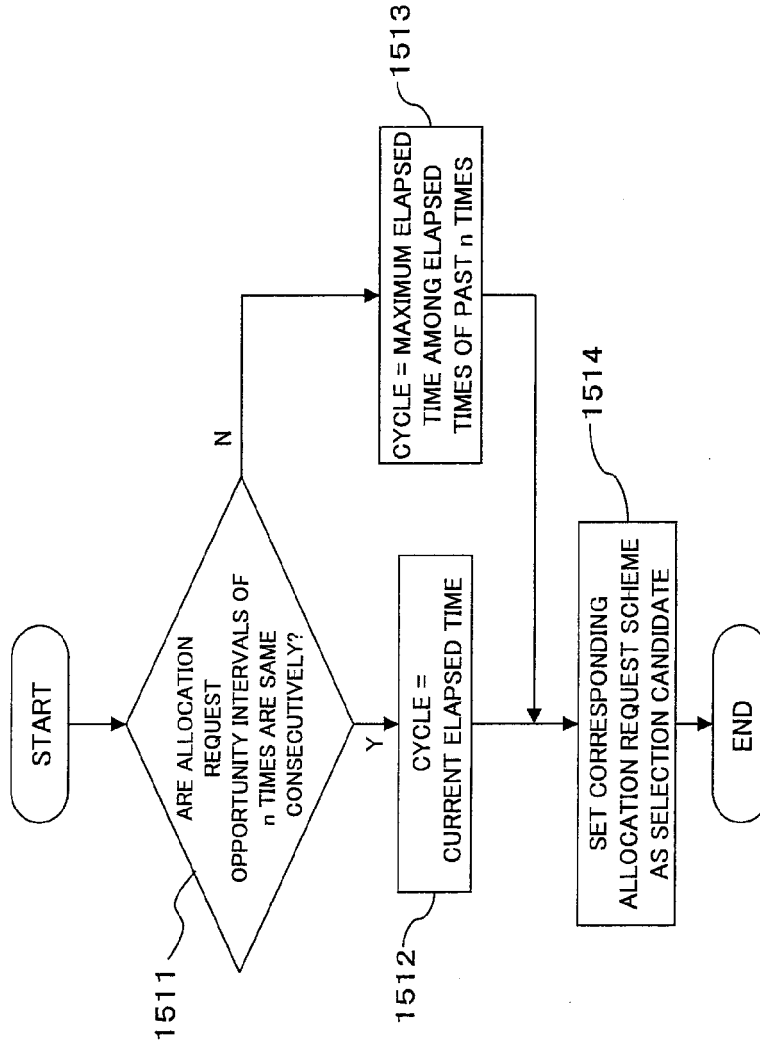 START
1511
ARE ALLOCATION
REQUEST
OPPORTUNITY INTERVALS OF
n TIMES ARE SAME
CONSECUTIVELY?
N
Y
1512
CYCLE =
CURRENT ELAPSED TIME
1513
CYCLE = MAXIMUM ELAPSED
TIME AMONG ELAPSED
TIMES OF PAST n TIMES
1514
SET CORRESPONDING
ALLOCATION REQUEST SCHEME
AS SELECTION CANDIDATE
END